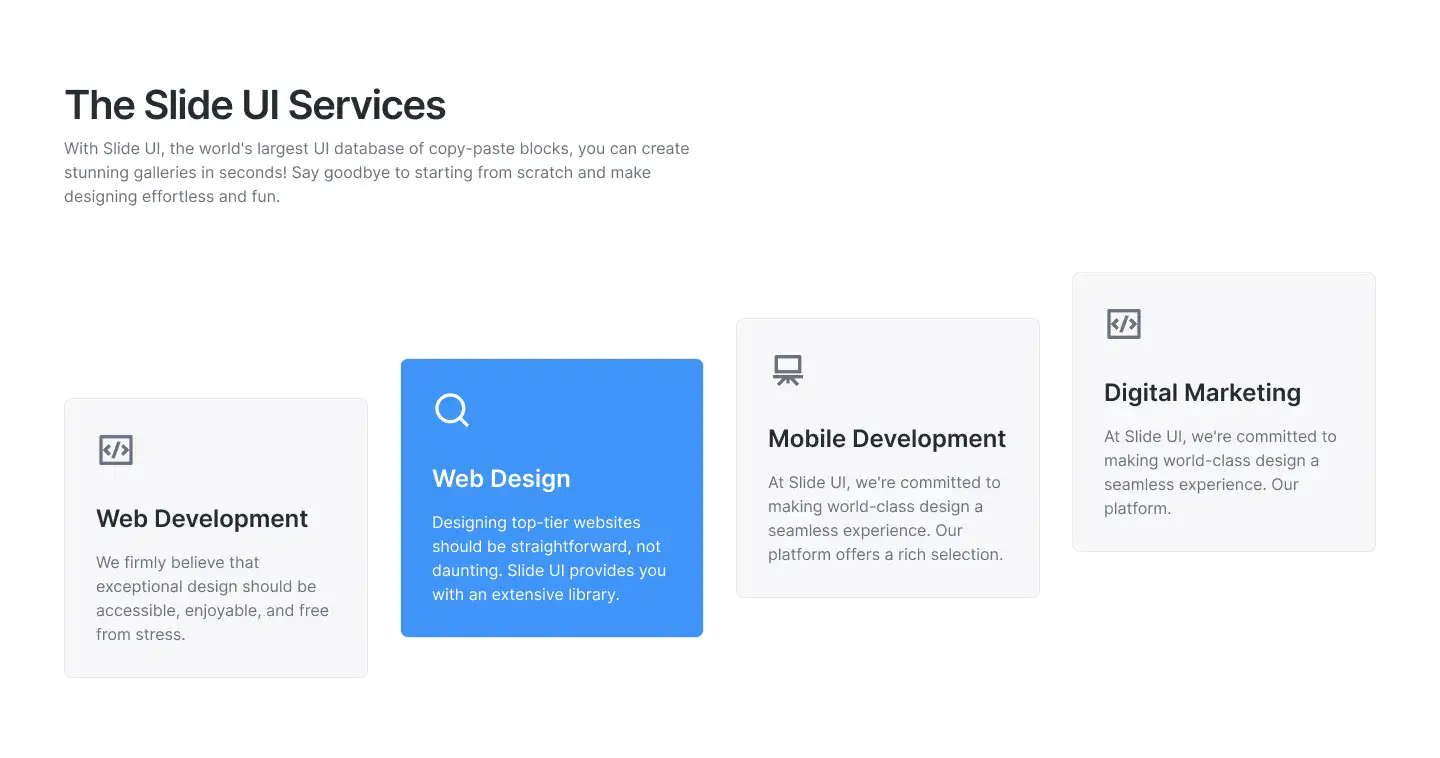 The Slide UI Services
With Slide UI, the world's largest UI database of copy-paste blocks, you can create
stunning galleries in seconds! Say goodbye to starting from scratch and make
designing effortless and fun.
Web Development
We firmly believe that
exceptional design should be
accessible, enjoyable, and free
from stress.
Web Design
Designing top-tier websites
should be straightforward, not
daunting. Slide UI provides you
with an extensive library.
Mobile Development
At Slide UI, we're committed to
making world-class design a
seamless experience. Our
platform offers a rich selection.
Digital Marketing
At Slide UI, we're committed to
making world-class design a
seamless experience. Our
platform.